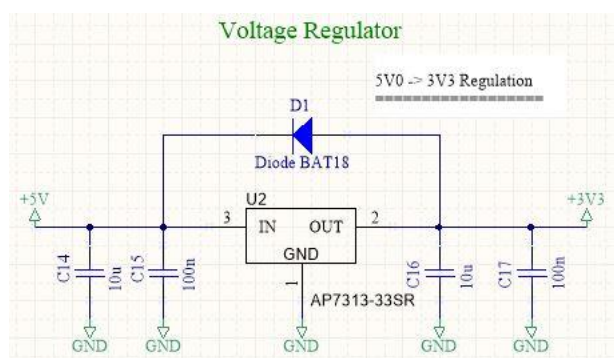 Voltage Regulator
5V0 -> 3V3 Regulation
D1
Diode BAT18
+5V
U2
+3V3
3
IN
OUT
2
GND
1
C14
10u
C15
100n
C16
10u
C17
100n
AP7313-33SR
GND
GND
GND
GND
GND